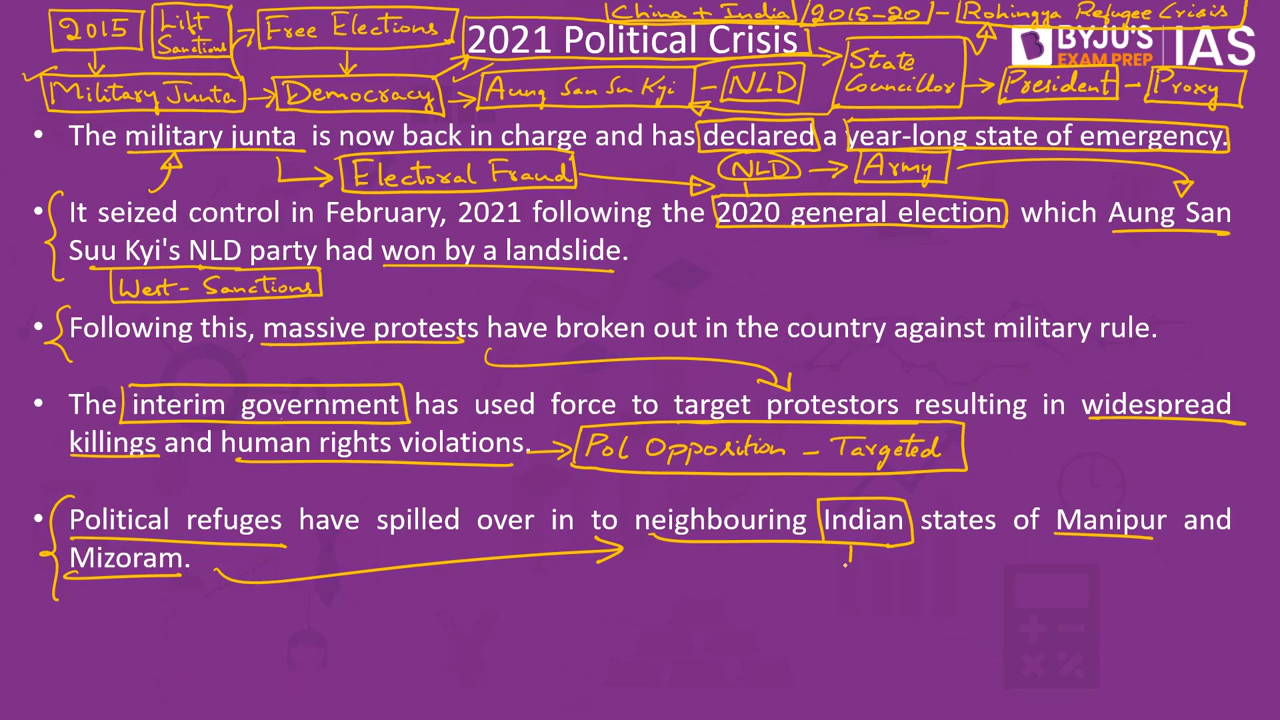 China + India / 2015-20 - Rohingya Refugee Crisis
2015 Lift Free Elections
Sanctions
2021 Political Crisis
BYJU'S IAS
EXAM PREP
State
Councillor
Military Junta Democracy Aung San Su Kyi - NLD President - Proxy
• The military junta is now back in charge and has declared a year-long state of emergency.
Electoral Fraud NLD Army
• It seized control in February, 2021 following the 2020 general election which Aung San
Suu Kyi's NLD party had won by a landslide.
West - Sanctions
• Following this, massive protests have broken out in the country against military rule.
• The interim government has used force to target protestors resulting in widespread
killings and human rights violations.
Pol Opposition - Targeted
• Political refuges have spilled over in to neighbouring Indian states of Manipur and
Mizoram.